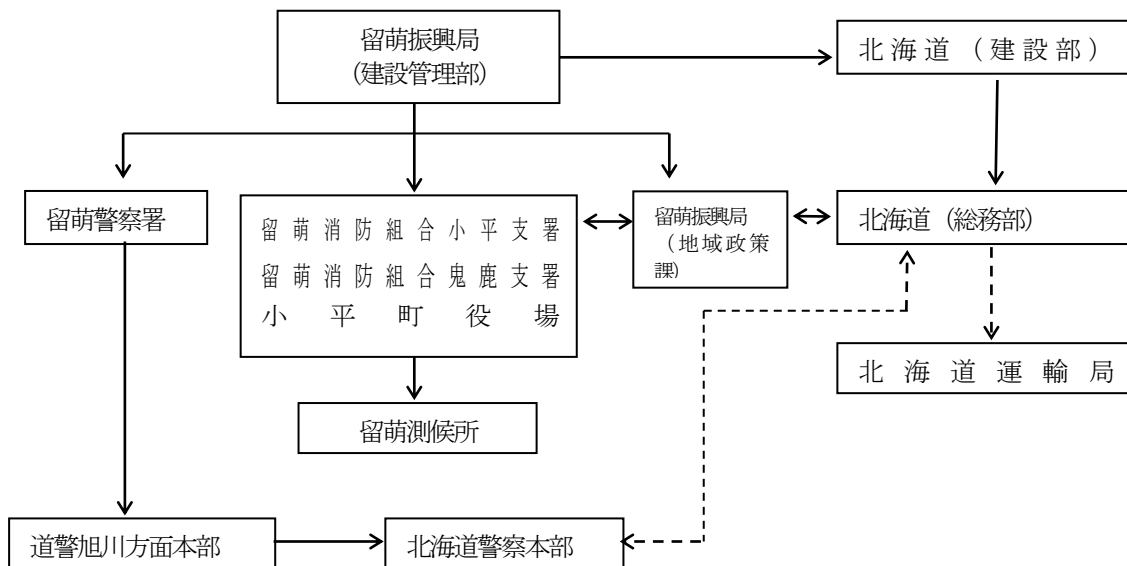 留萌振興局
(建設管理部)
北海道(建設部)
留萌警察署
留萌消防組合小平支署
留萌消防組合鬼鹿支署
小平町役場
留萌振興局
(地域政策
課)
北海道(総務部)
北海道運輸局
留萌測候所
道警旭川方面本部
北海道警察本部